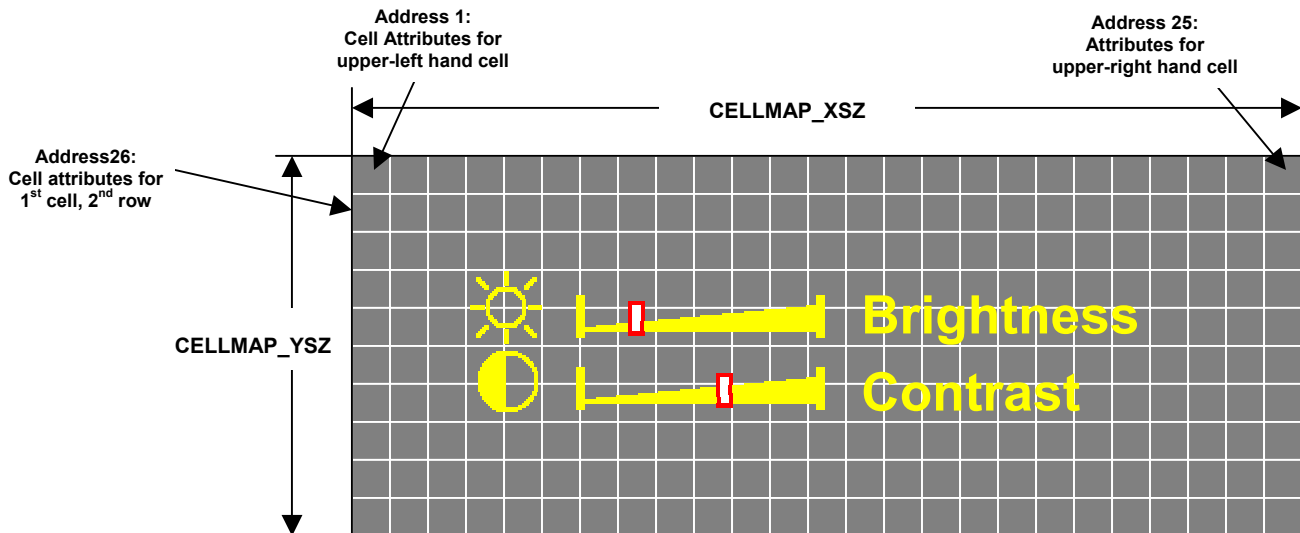 Address 1:
Cell Attributes for
upper-left hand cell
Address 25:
Attributes for
upper-right hand cell
CELLMAP_XSZ
Address26:
Cell attributes for
1st cell, 2nd row
CELLMAP_YSZ
Brightness
Contrast